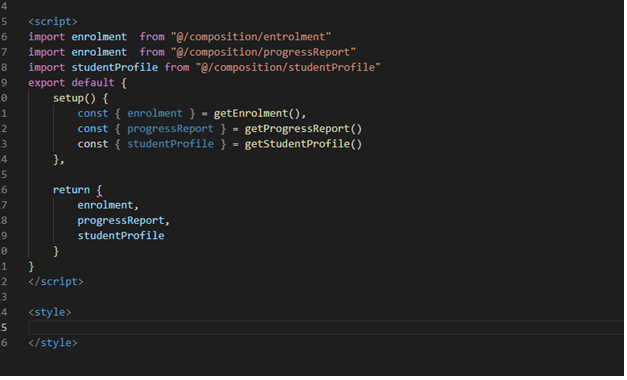 4
5 <script>
6 import enrolment  from "@/composition/entrolment"
7 import enrolment  from "@/composition/progressReport"
8 import studentProfile from "@/composition/studentProfile"
9 export default {
0     setup() {
1         const { enrolment } = getEnrolment(),
2         const { progressReport } = getProgressReport()
3         const { studentProfile } = getStudentProfile()
4     },
5
6     return {
7         enrolment,
8         progressReport,
9         studentProfile
0     }
1 }
2 </script>
3
4 <style>
5
6 </style>